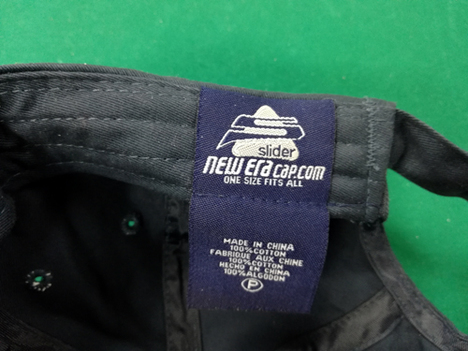 slider
NEW ERA CAP.COM
ONE SIZE FITS ALL
MADE IN CHINA
100%COTTON
FABRIQUE AUX CHINE
100%COTTON
HECHO EN CHINA
100%ALGODON
P